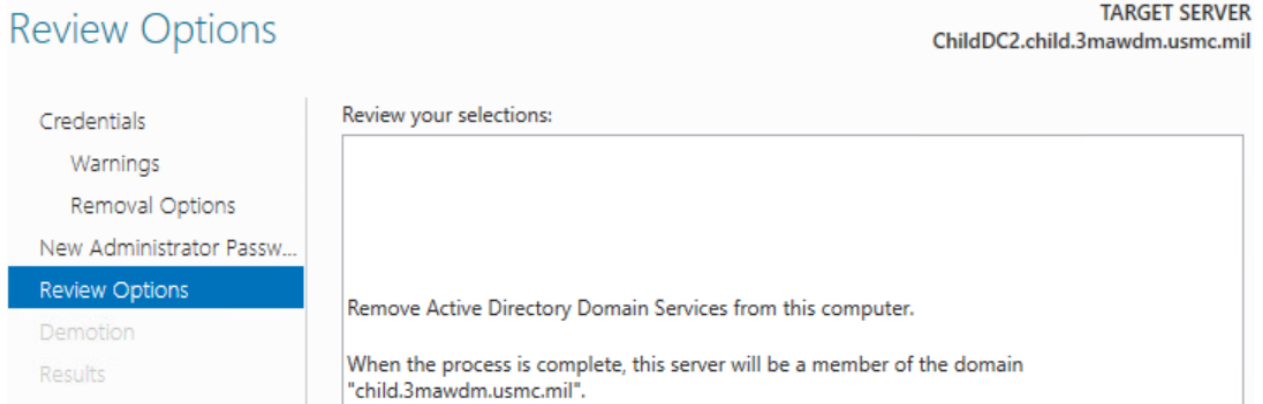 Review Options
TARGET SERVER
ChildDC2.child.3mawdm.usmc.mil
Credentials
Warnings
Removal Options
New Administrator Passw...
Review Options
Demotion
Results
Review your selections:
Remove Active Directory Domain Services from this computer.
When the process is complete, this server will be a member of the domain
"child.3mawdm.usmc.mil".